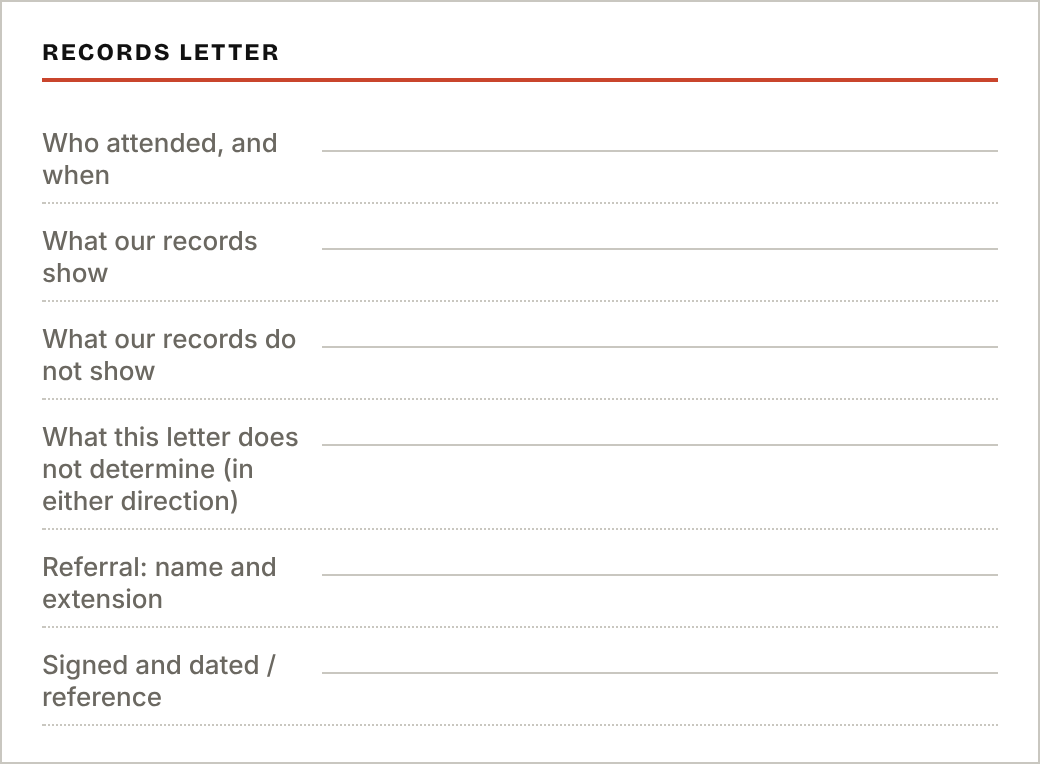 RECORDS LETTER
Who attended, and
when
What our records
show
What our records do
not show
What this letter does
not determine (in
either direction)
Referral: name and
extension
Signed and dated /
reference